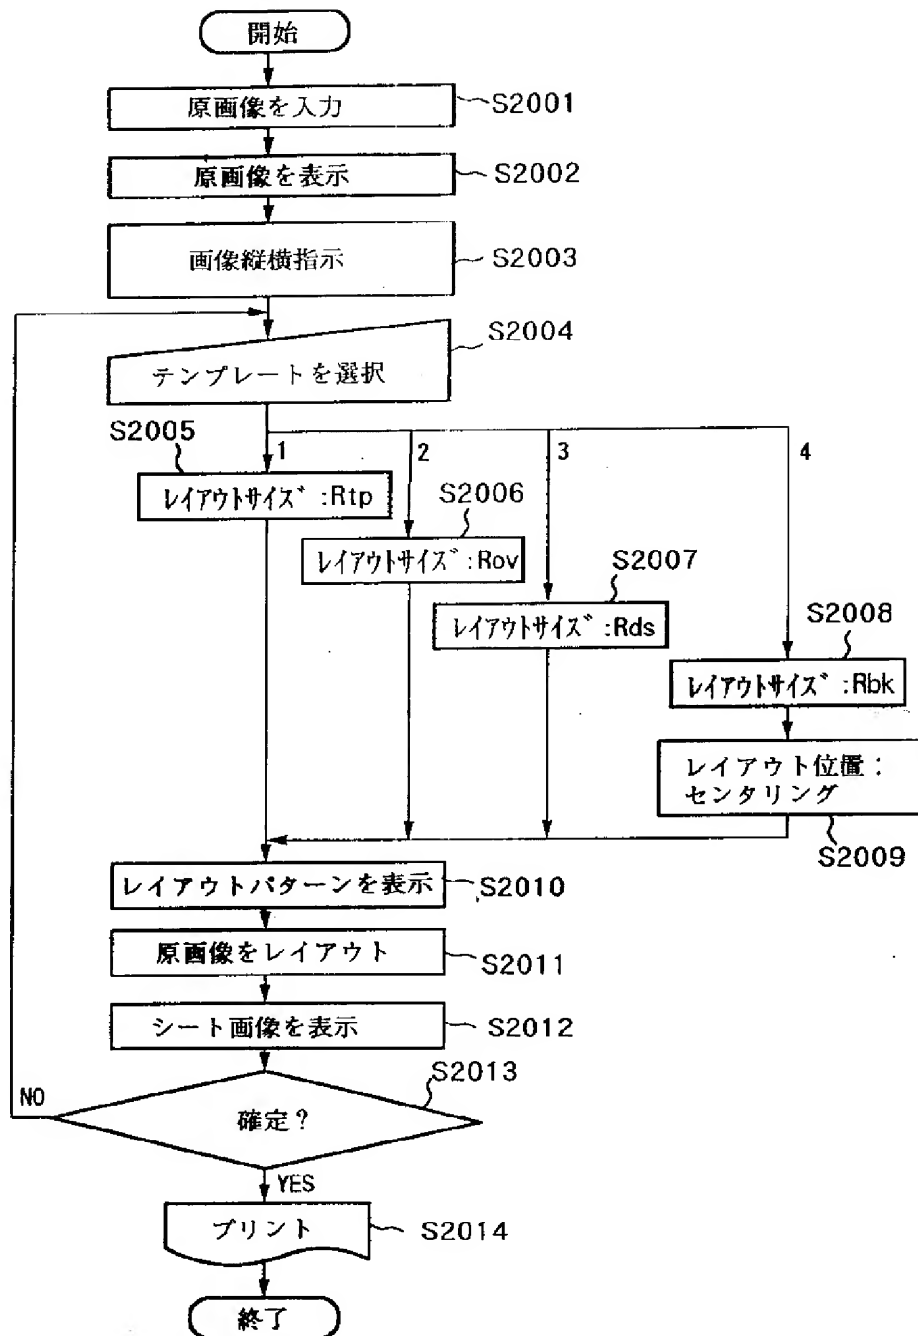 開始
原画像を入力
S2001
原画像を表示
S2002
画像縦横指示
S2003
テンプレートを選択
S2004
S2005
1
2
3
4
レイアウトサイズ:Rtp
S2006
レイアウトサイズ:Rov
S2007
レイアウトサイズ:Rds
S2008
レイアウトサイズ:Rbk
レイアウト位置:
センタリング
S2009
レイアウトパターンを表示
S2010
原画像をレイアウト
S2011
シート画像を表示
S2012
S2013
NO
確定?
YES
プリント
S2014
終了